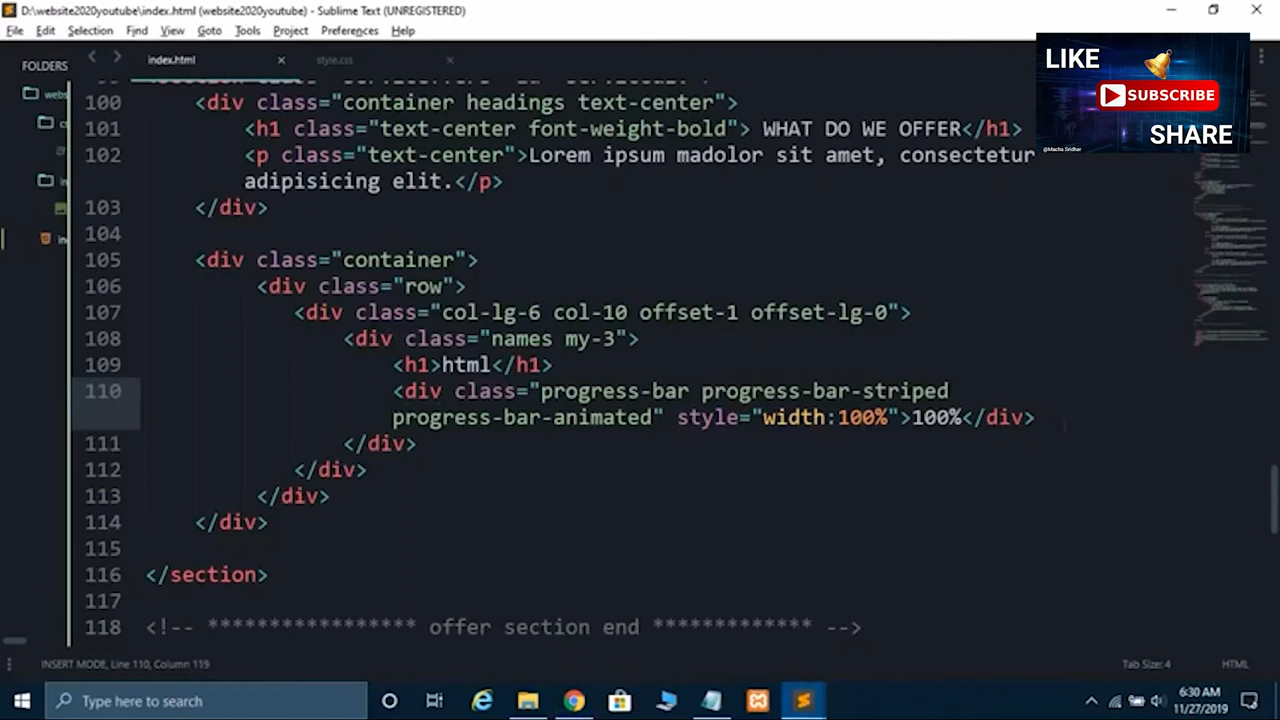 D:\website2020youtube\index.html (website2020youtube) - Sublime Text (UNREGISTERED)
File Edit Selection Find View Goto Tools Project Preferences Help
LIKE
SUBSCRIBE
SHARE
@Macha Sridhar
FOLDERS
index.html
style.css
webs
100 <div class="container headings text-center">
101 <h1 class="text-center font-weight-bold"> WHAT DO WE OFFER</h1>
102 <p class="text-center">Lorem ipsum madolor sit amet, consectetur
adipisicing elit.</p>
103 </div>
104
105 <div class="container">
106 <div class="row">
107 <div class="col-lg-6 col-10 offset-1 offset-lg-0">
108 <div class="names my-3">
109 <h1>html</h1>
110 <div class="progress-bar progress-bar-striped
progress-bar-animated" style="width:100%">100%</div>
111 </div>
112 </div>
113 </div>
114 </div>
115
116 </section>
117
118 <!-- ***************** offer section end ************* -->
INSERT MODE, Line 110, Column 119
Tab Size: 4
HTML
Type here to search
6:30 AM
11/27/2019